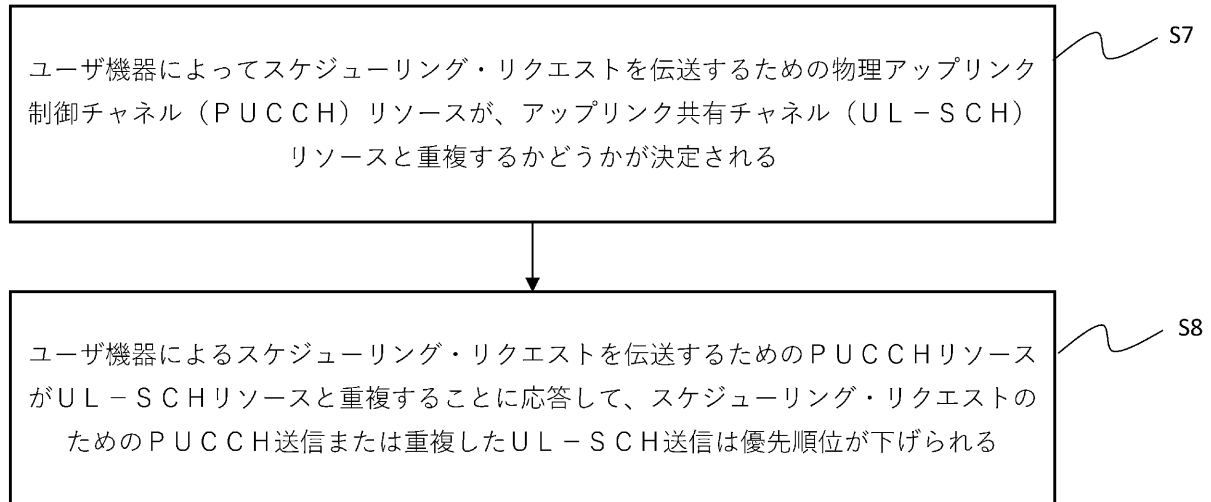 ユーザ機器によってスケジューリング・リクエストを伝送するための物理アップリンク
制御チャネル（ＰＵＣＣＨ）リソースが、アップリンク共有チャネル（ＵＬ－ＳＣＨ）
リソースと重複するかどうかが決定される
S7
ユーザ機器によるスケジューリング・リクエストを伝送するためのＰＵＣＣＨリソース
がＵＬ－ＳＣＨリソースと重複することに応答して、スケジューリング・リクエストの
ためのＰＵＣＣＨ送信または重複したＵＬ－ＳＣＨ送信は優先順位が下げられる
S8